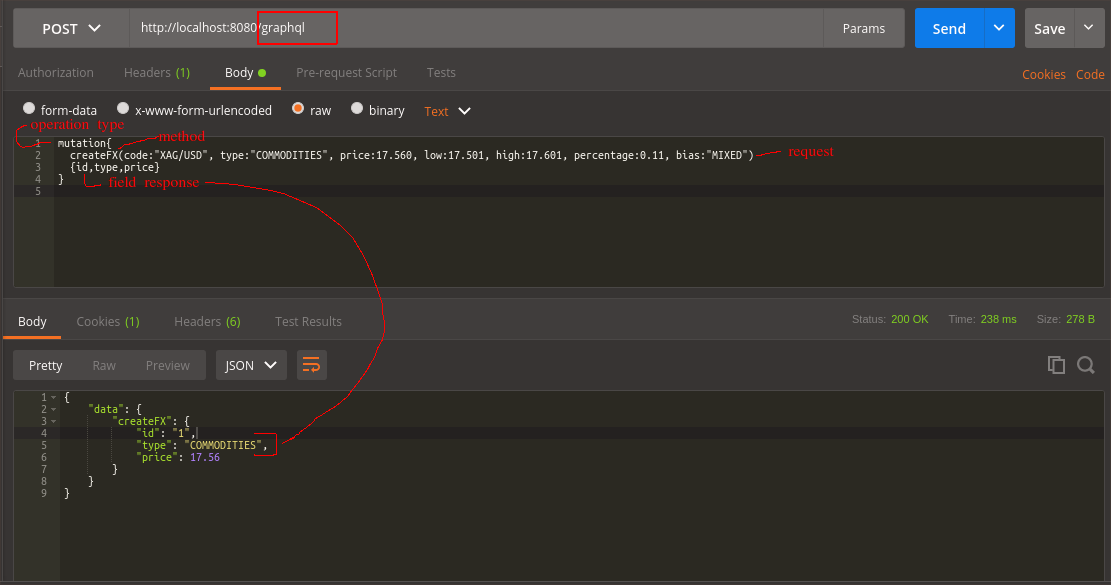 POST http://localhost:8080/graphql Params Send Save
Authorization Headers (1) Body Pre-request Script Tests Cookies Code
form-data x-www-form-urlencoded raw binary Text
operation type
method
1 mutation{
2 createFX(code:"XAG/USD", type:"COMMODITIES", price:17.560, low:17.501, high:17.601, percentage:0.11, bias:"MIXED") request
3 {id,type,price}
4 }
field response
5
Body Cookies (1) Headers (6) Test Results Status: 200 OK Time: 238 ms Size: 278 B
Pretty Raw Preview JSON
1 {
2 "data": {
3 "createFX": {
4 "id": "1",
5 "type": "COMMODITIES",
6 "price": 17.56
7 }
8 }
9 }